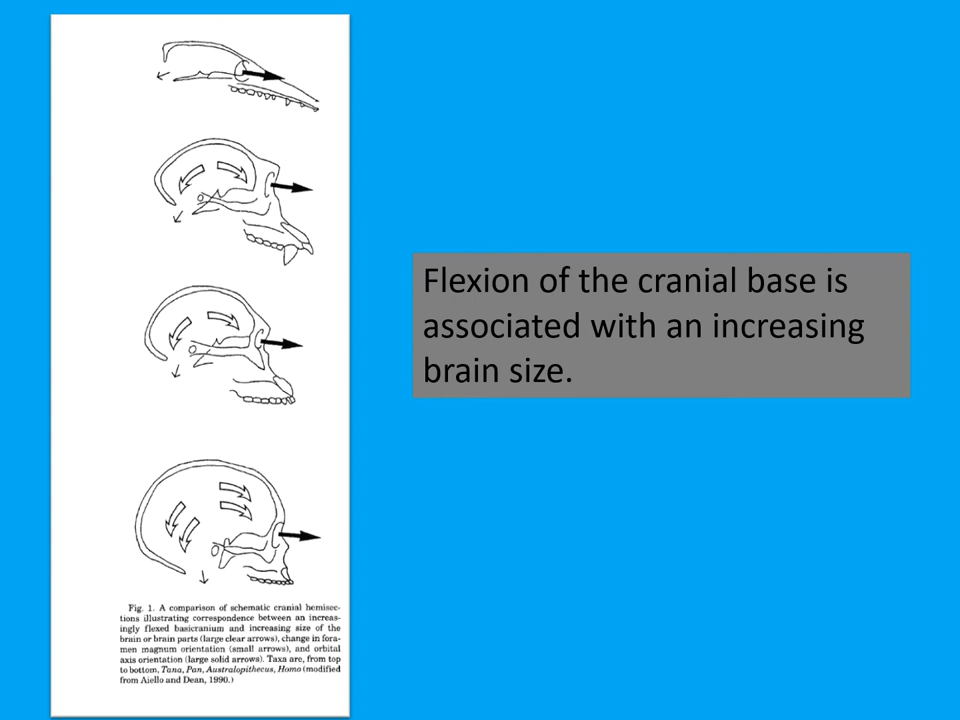 Flexion of the cranial base is
associated with an increasing
brain size.
Fig. 1. A comparison of schematic cranial hemisec-
tions illustrating correspondence between an increas-
ingly flexed basicranium and increasing size of the
brain or brain parts (large clear arrows), change in fora-
men magnum orientation (small arrows), and orbital
axis orientation (large solid arrows). Taxa are, from top
to bottom, Tana, Pan, Australopithecus, Homo (modified
from Aiello and Dean, 1990.)